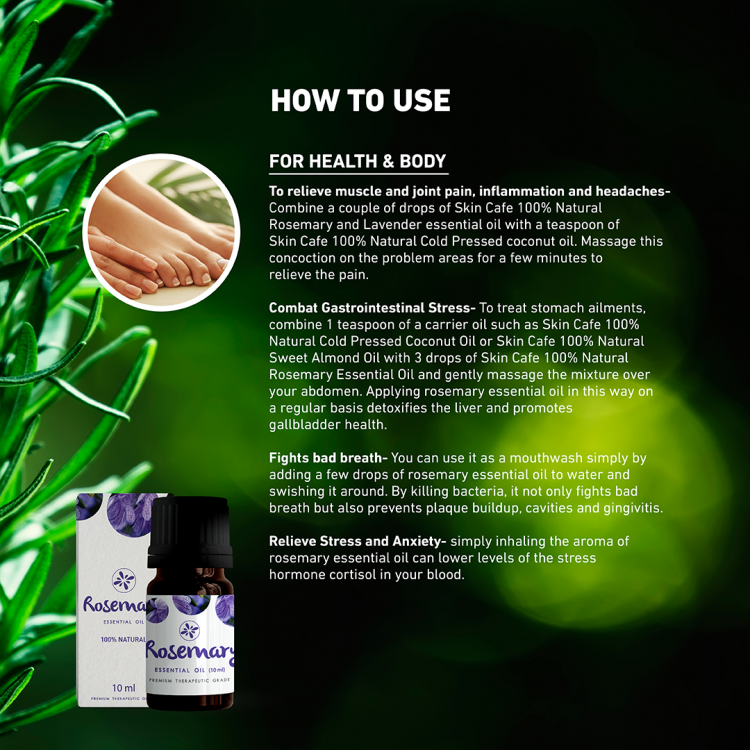 HOW TO USE
FOR HEALTH & BODY
To relieve muscle and joint pain, inflammation and headaches-
Combine a couple of drops of Skin Cafe 100% Natural
Rosemary and Lavender essential oil with a teaspoon of
Skin Cafe 100% Natural Cold Pressed coconut oil. Massage this
concoction on the problem areas for a few minutes to
relieve the pain.
Combat Gastrointestinal Stress- To treat stomach ailments,
combine 1 teaspoon of a carrier oil such as Skin Cafe 100%
Natural Cold Pressed Coconut Oil or Skin Cafe 100% Natural
Sweet Almond Oil with 3 drops of Skin Cafe 100% Natural
Rosemary Essential Oil and gently massage the mixture over
your abdomen. Applying rosemary essential oil in this way on
a regular basis detoxifies the liver and promotes
gallbladder health.
Fights bad breath- You can use it as a mouthwash simply by
adding a few drops of rosemary essential oil to water and
swishing it around. By killing bacteria, it not only fights bad
breath but also prevents plaque buildup, cavities and gingivitis.
Relieve Stress and Anxiety- simply inhaling the aroma of
rosemary essential oil can lower levels of the stress
hormone cortisol in your blood.
Rosema
ESSENTIAL OIL
100% NATURAL
10 ml
PREMIUM THERAPEUTIC
Rosemary
ESSENTIAL OIL (10 ml)
PREMIUM THERAPEUTIC GRADE